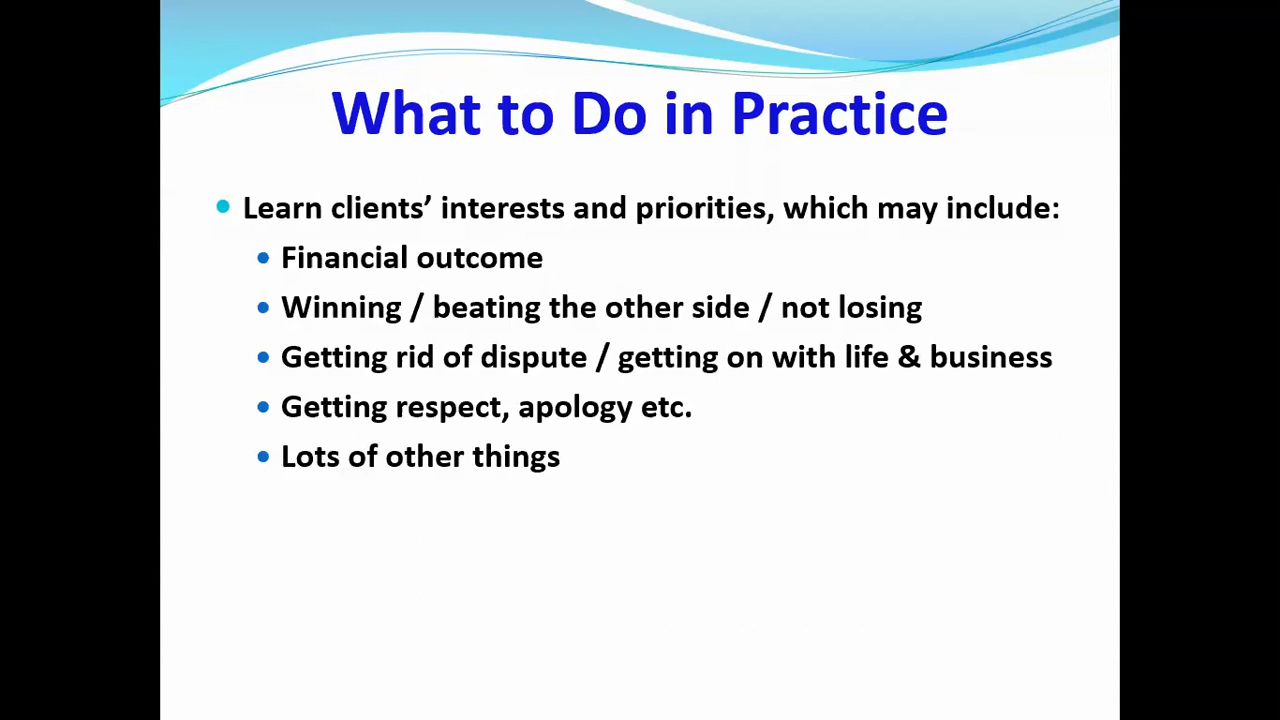 What to Do in Practice
Learn clients’ interests and priorities, which may include:
Financial outcome
Winning / beating the other side / not losing
Getting rid of dispute / getting on with life & business
Getting respect, apology etc.
Lots of other things